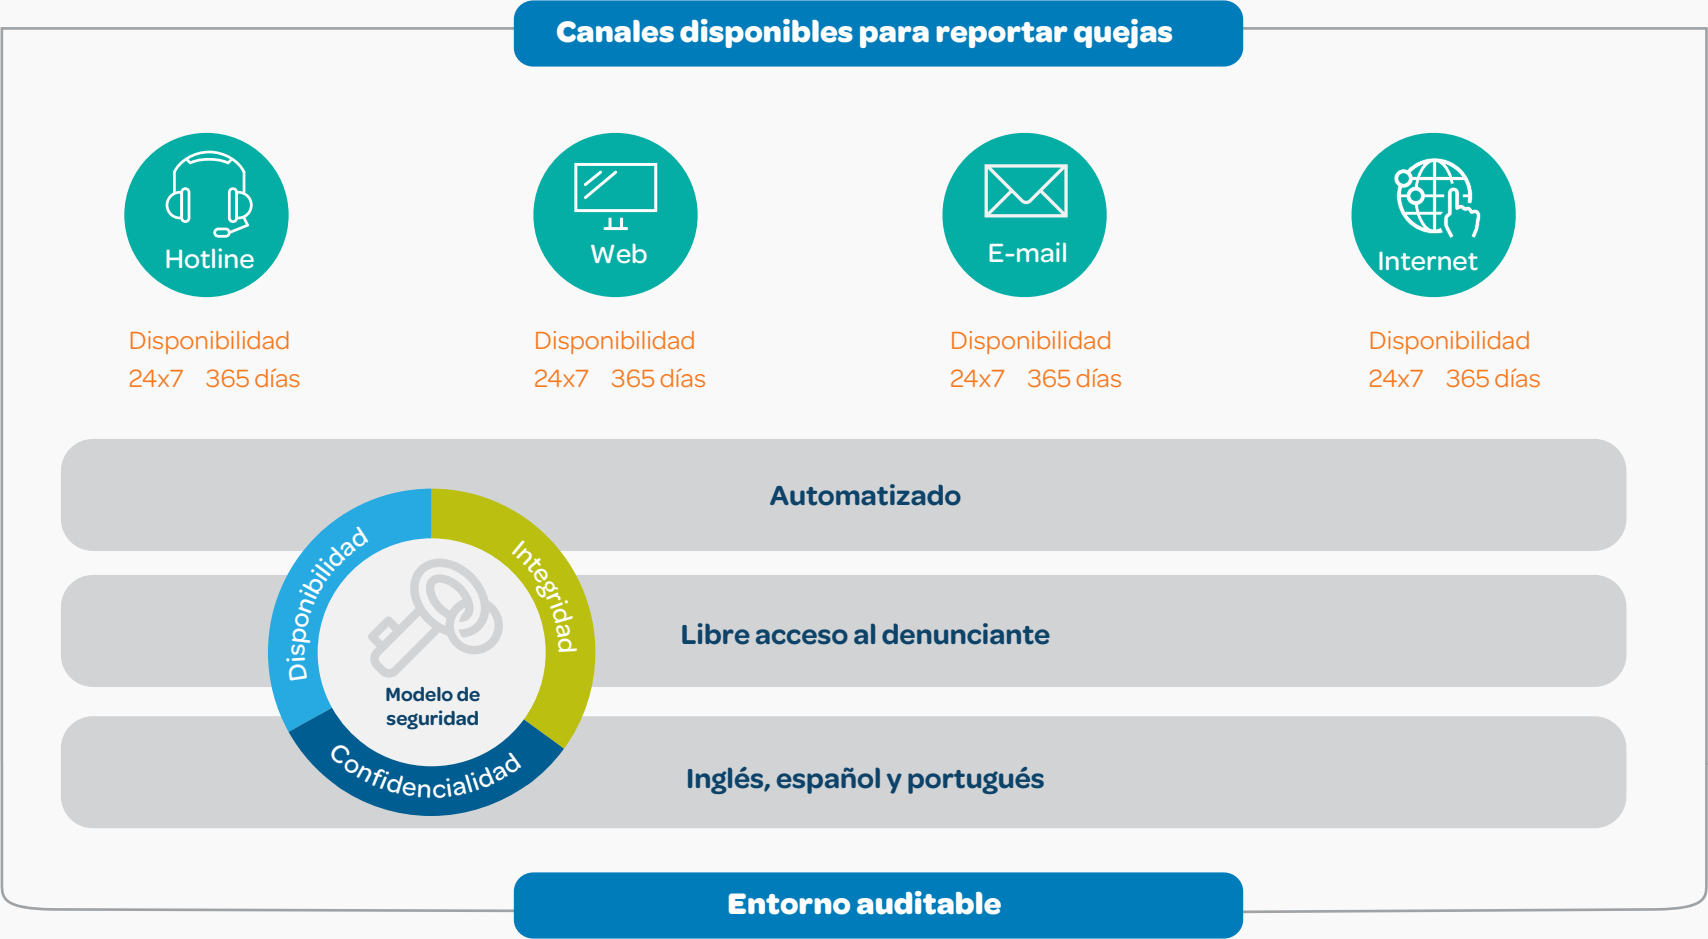 Canales disponibles para reportar quejas
Hotline
Web
E-mail
Internet
Disponibilidad
24x7 365 días
Disponibilidad
24x7 365 días
Disponibilidad
24x7 365 días
Disponibilidad
24x7 365 días
Automatizado
Libre acceso al denunciante
Inglés, español y portugués
Disponibilidad
Integridad
Confidencialidad
Modelo de
seguridad
Entorno auditable